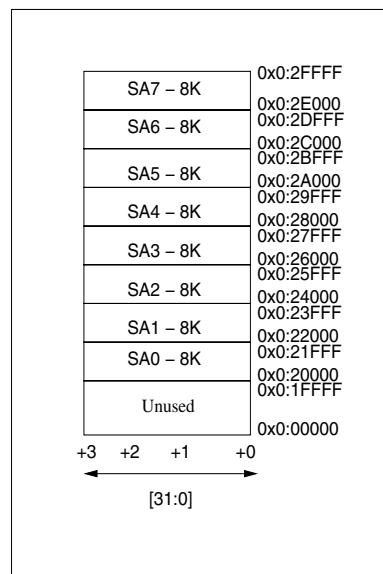 0x0:2FFFF
SA7 – 8K
0x0:2E000
0x0:2DFFF
SA6 – 8K
0x0:2C000
0x0:2BFFF
SA5 – 8K
0x0:2A000
0x0:29FFF
SA4 – 8K
0x0:28000
0x0:27FFF
SA3 – 8K
0x0:26000
0x0:25FFF
SA2 – 8K
0x0:24000
0x0:23FFF
SA1 – 8K
0x0:22000
0x0:21FFF
SA0 – 8K
0x0:20000
0x0:1FFFF
Unused
0x0:00000
+3 +2 +1 +0
[31:0]